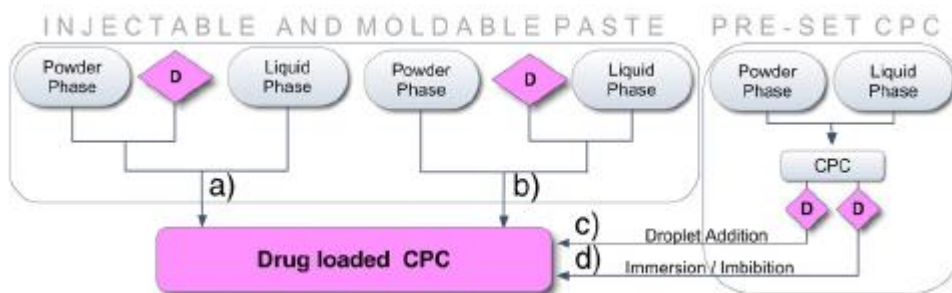 INJECTABLE AND MOLDABLE PASTE
PRE-SET CPC
Powder
Phase
D
Liquid
Phase
Powder
Phase
D
Liquid
Phase
Powder
Phase
Liquid
Phase
CPC
D
D
a)
b)
c)
Droplet Addition
d)
Immersion / Imbibition
Drug loaded CPC